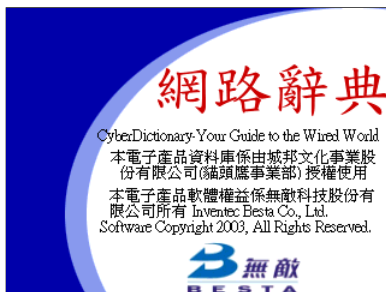 網路辭典
CyberDictionary-Your Guide to the Wired World
本電子產品資料庫係由城邦文化事業股
份有限公司(貓頭鷹事業部)授權使用
本電子產品軟體權益係無敵科技股份有
限公司所有 Inventec Besta Co., Ltd.
Software Copyright 2003, All Rights Reserved.
無敵
BESTA